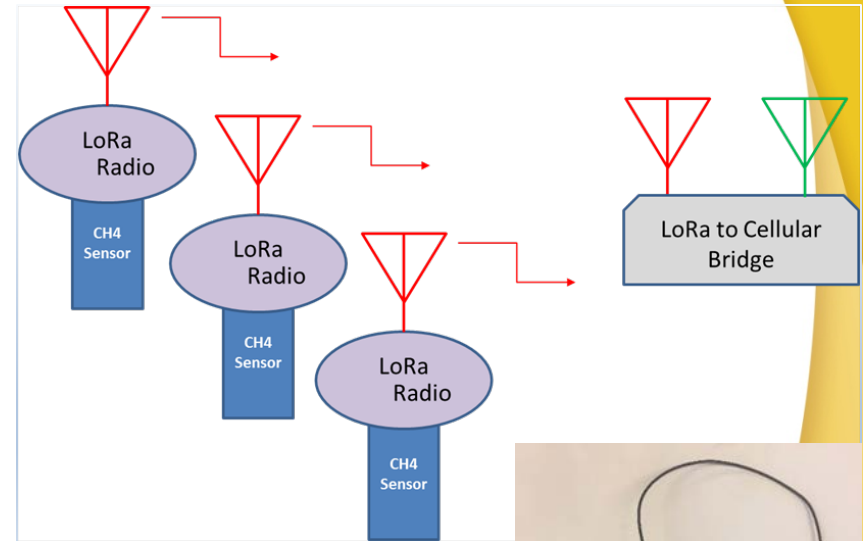 LoRa
Radio
CH4
Sensor
LoRa
Radio
CH4
Sensor
LoRa
Radio
CH4
Sensor
LoRa to Cellular
Bridge